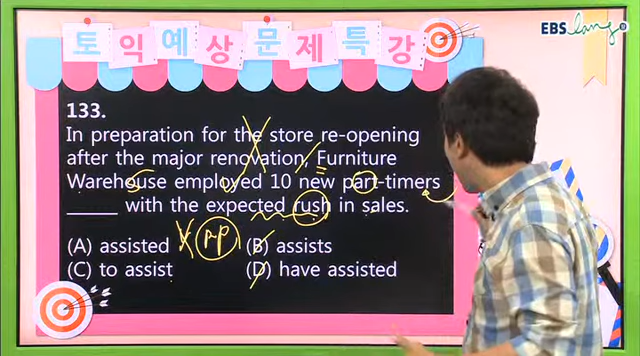 토익예상문제특강
EBS lang
133.
In preparation for the store re-opening
after the major renovation, Furniture
Warehouse employed 10 new part-timers
_____ with the expected rush in sales.
(A) assisted
(B) assists
(C) to assist
(D) have assisted
S
V
pp